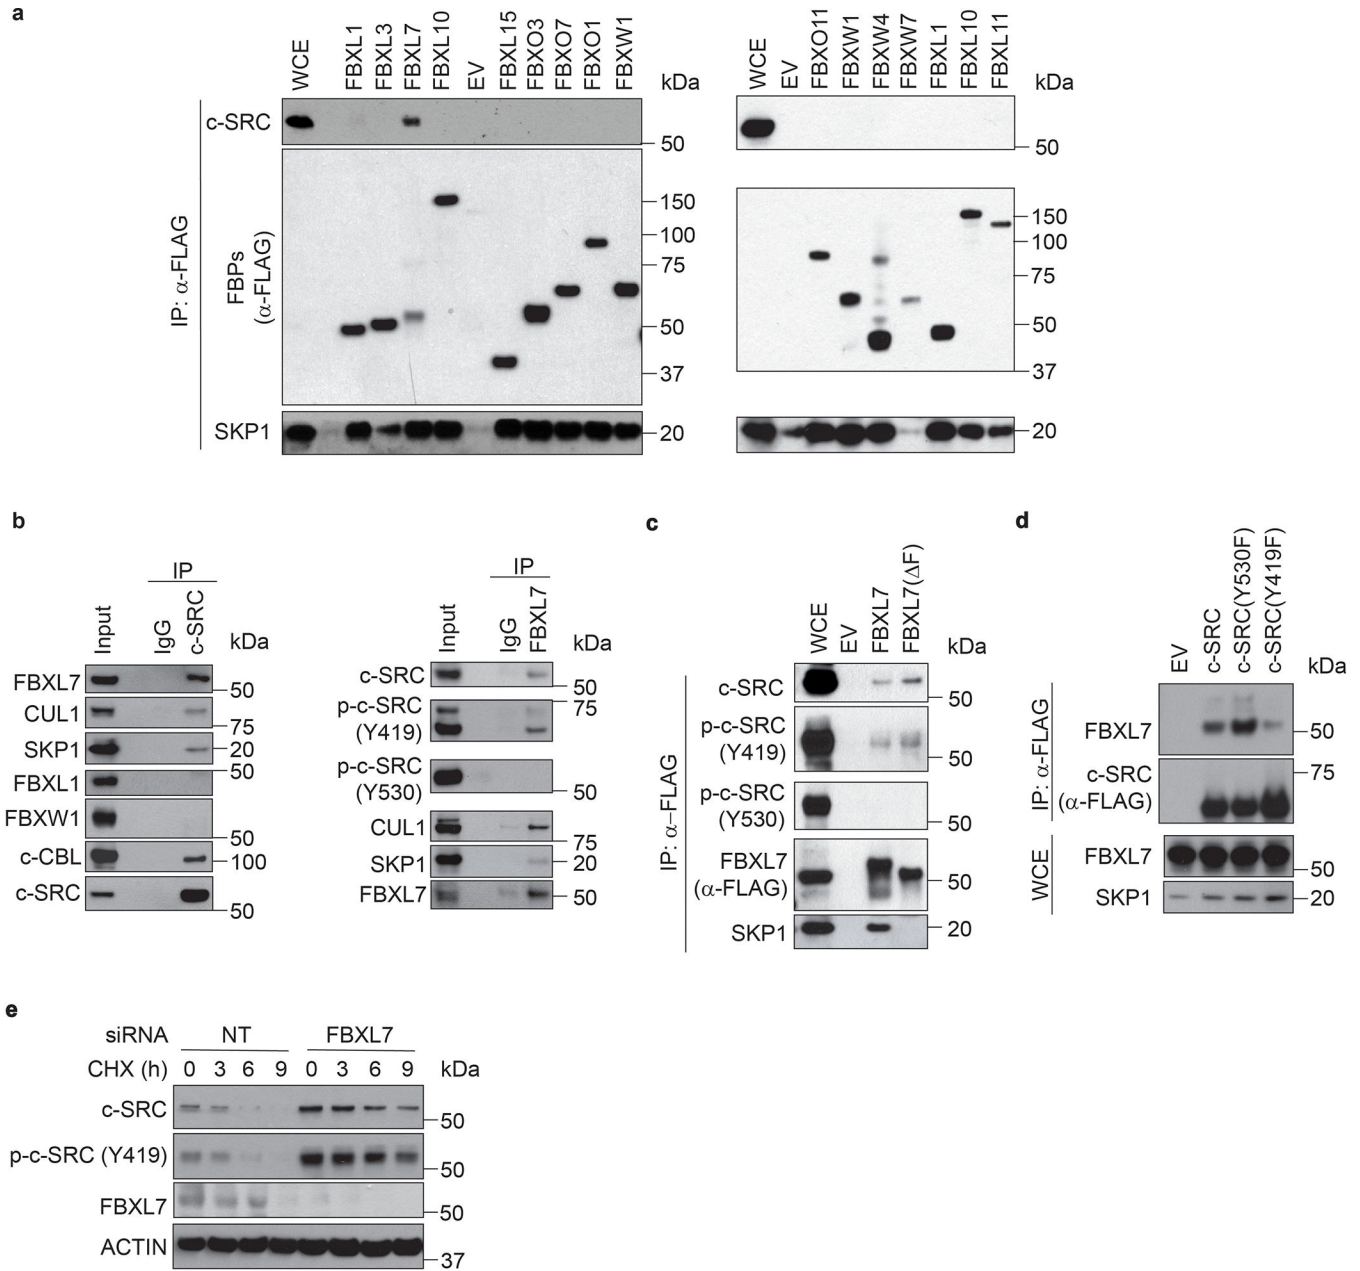 a
WCE FBXL1 FBXL3 FBXL7 FBXL10 EV FBXL15 FBXO3 FBXO7 FBXO1 FBXW1 kDa
IP: α-FLAG
c-SRC
50
FBPs
(α-FLAG)
150
100
75
50
37
SKP1
20
WCE EV FBXO11 FBXW1 FBXW4 FBXW7 FBXL1 FBXL10 FBXL11 kDa
50
150
100
75
50
37
20
b
IP
Input IgG c-SRC kDa
FBXL7
50
CUL1
75
SKP1
20
50
FBXL1
FBXW1
50
c-CBL
100
c-SRC
50
IP
Input IgG FBXL7 kDa
c-SRC
50
p-c-SRC
(Y419)
75
p-c-SRC
(Y530)
50
CUL1
75
SKP1
20
FBXL7
50
c
WCE EV FBXL7 FBXL7(ΔF) kDa
IP: α–FLAG
c-SRC
50
p-c-SRC
(Y419)
50
p-c-SRC
(Y530)
50
FBXL7
(α-FLAG)
50
SKP1
20
d
EV c-SRC c-SRC(Y530F) c-SRC(Y419F) kDa
IP: α-FLAG
FBXL7
50
c-SRC
(α-FLAG)
75
WCE
FBXL7
50
SKP1
20
e
siRNA NT FBXL7
CHX (h) 0 3 6 9 0 3 6 9 kDa
c-SRC
50
p-c-SRC (Y419)
50
FBXL7
50
ACTIN
37